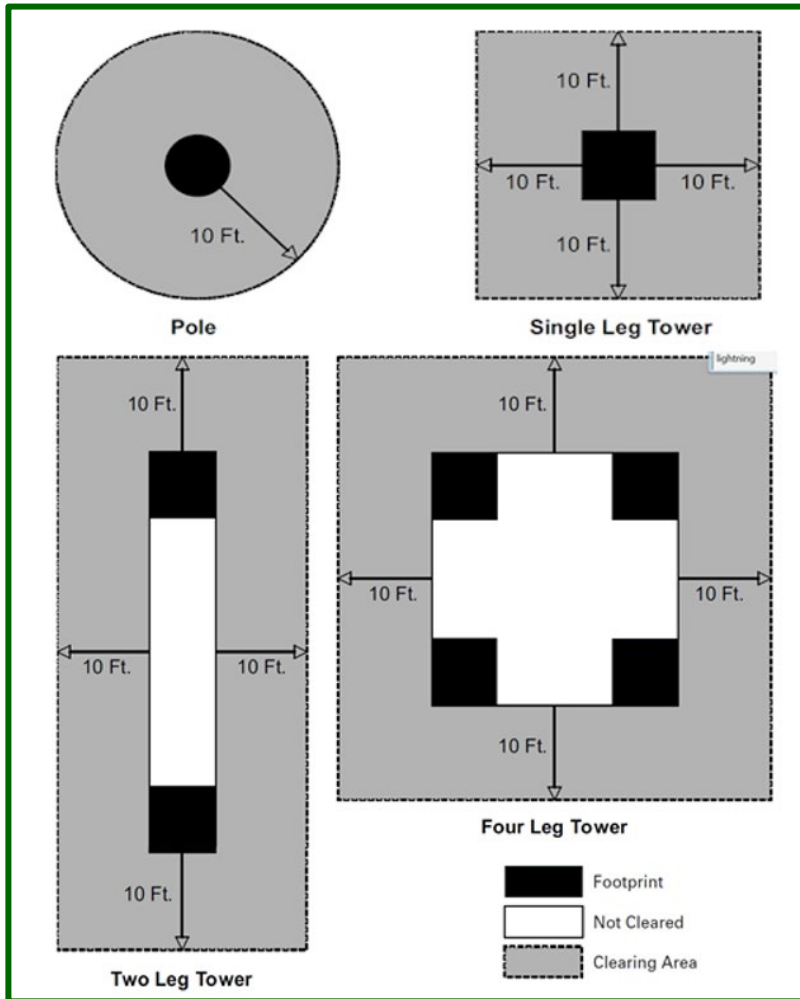 10 Ft.
10 Ft.
10 Ft.
10 Ft.
10 Ft.
Pole
Single Leg Tower
lightning
10 Ft.
10 Ft.
10 Ft.
10 Ft.
Two Leg Tower
10 Ft.
10 Ft.
10 Ft.
10 Ft.
Four Leg Tower
Footprint
Not Cleared
Clearing Area